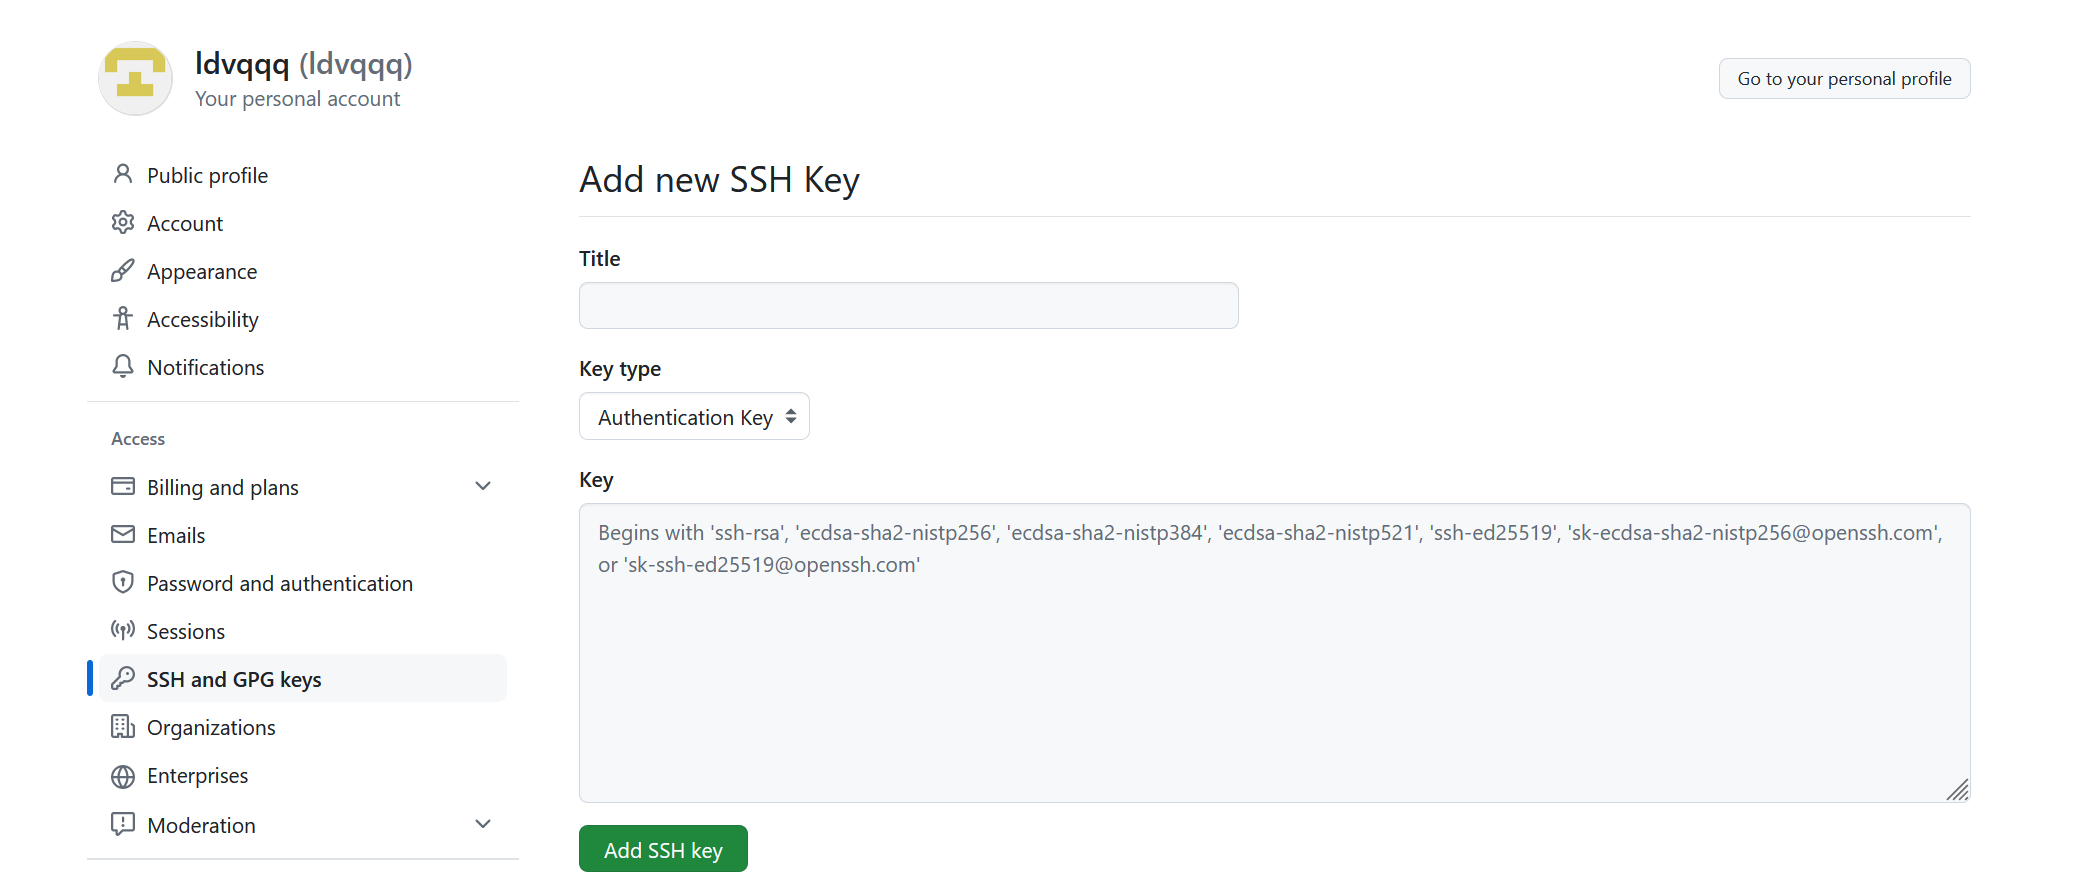 ldvqqq (ldvqqq)
Your personal account
Go to your personal profile
Public profile
Account
Appearance
Accessibility
Notifications
Access
Billing and plans
Emails
Password and authentication
Sessions
SSH and GPG keys
Organizations
Enterprises
Moderation
Add new SSH Key
Title
Key type
Authentication Key
Key
Begins with 'ssh-rsa', 'ecdsa-sha2-nistp256', 'ecdsa-sha2-nistp384', 'ecdsa-sha2-nistp521', 'ssh-ed25519', 'sk-ecdsa-sha2-nistp256@openssh.com',
or 'sk-ssh-ed25519@openssh.com'
Add SSH key